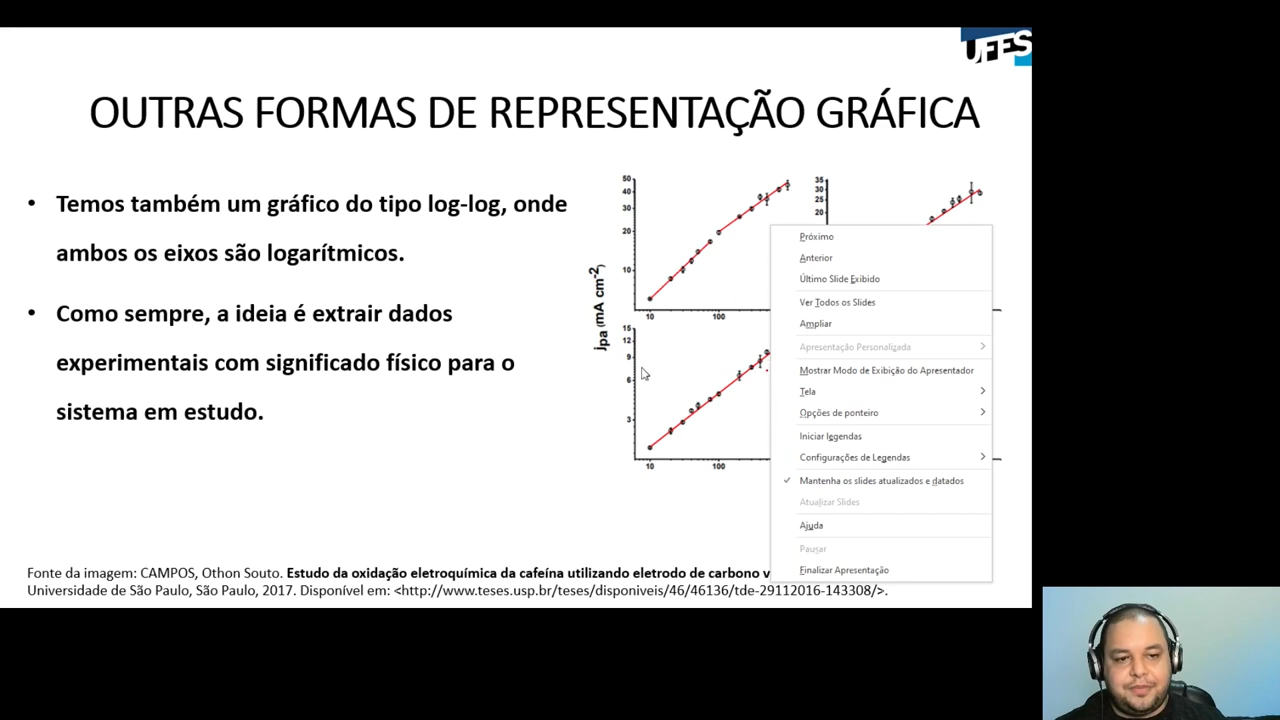 UFES
OUTRAS FORMAS DE REPRESENTAÇÃO GRÁFICA
• Temos também um gráfico do tipo log-log, onde
ambos os eixos são logarítmicos.
• Como sempre, a ideia é extrair dados
experimentais com significado físico para o
sistema em estudo.
jpa (mA cm-2)
50
40
30
20
10
10
100
35
30
25
20
15
12
9
6
3
10
100
Próximo
Anterior
Último Slide Exibido
Ver Todos os Slides
Ampliar
Apresentação Personalizada
Mostrar Modo de Exibição do Apresentador
Tela
Opções de ponteiro
Iniciar legendas
Configurações de Legendas
Mantenha os slides atualizados e datados
Atualizar Slides
Ajuda
Pausar
Finalizar Apresentação
Fonte da imagem: CAMPOS, Othon Souto. Estudo da oxidação eletroquímica da cafeína utilizando eletrodo de carbono v
Universidade de São Paulo, São Paulo, 2017. Disponível em: <http://www.teses.usp.br/teses/disponiveis/46/46136/tde-29112016-143308/>.